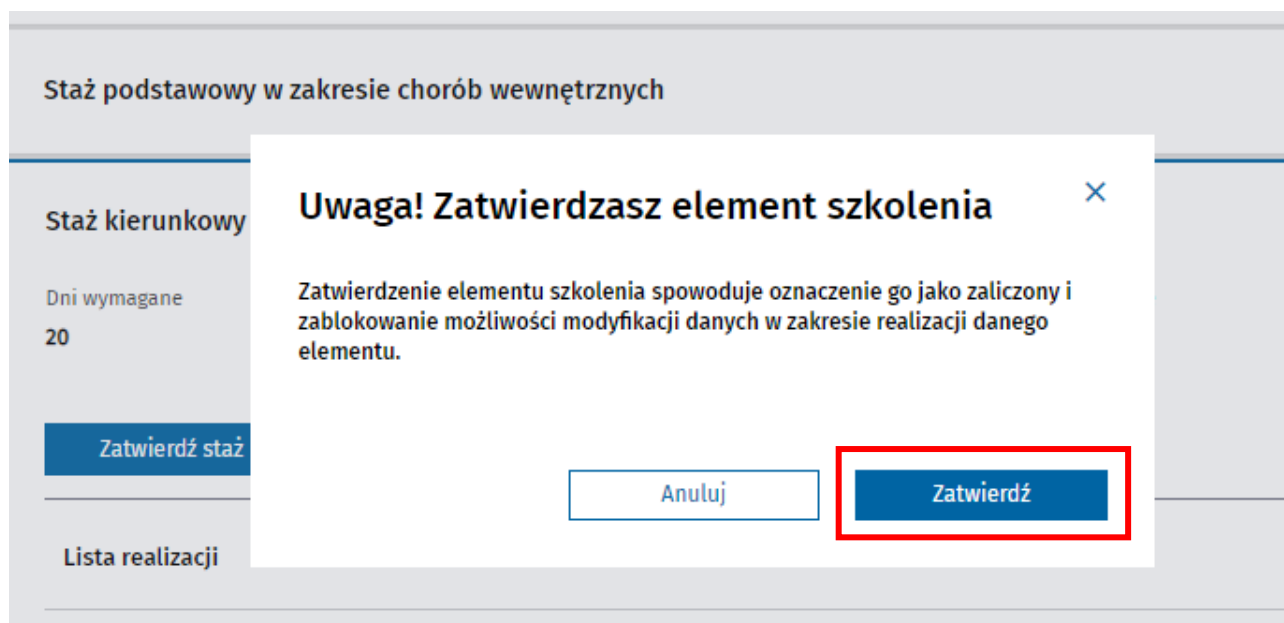 Staż podstawowy w zakresie chorób wewnętrznych
Staż kierunkowy
Dni wymagane
20
Zatwierdź staż
Lista realizacji
Uwaga! Zatwierdzasz element szkolenia
Zatwierdzenie elementu szkolenia spowoduje oznaczenie go jako zaliczony i
zablokowanie możliwości modyfikacji danych w zakresie realizacji danego
elementu.
Anuluj
Zatwierdź